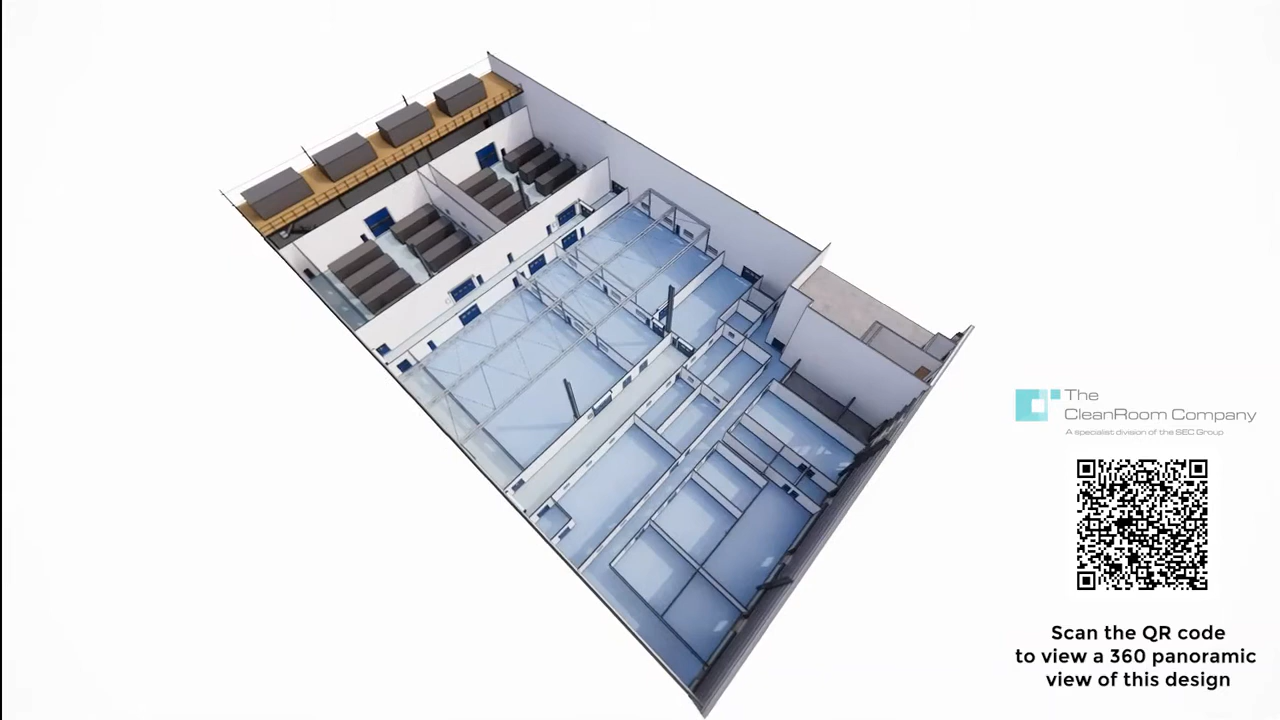 The
CleanRoom Company
A specialist division of the SEC Group
Scan the QR code
to view a 360 panoramic
view of this design